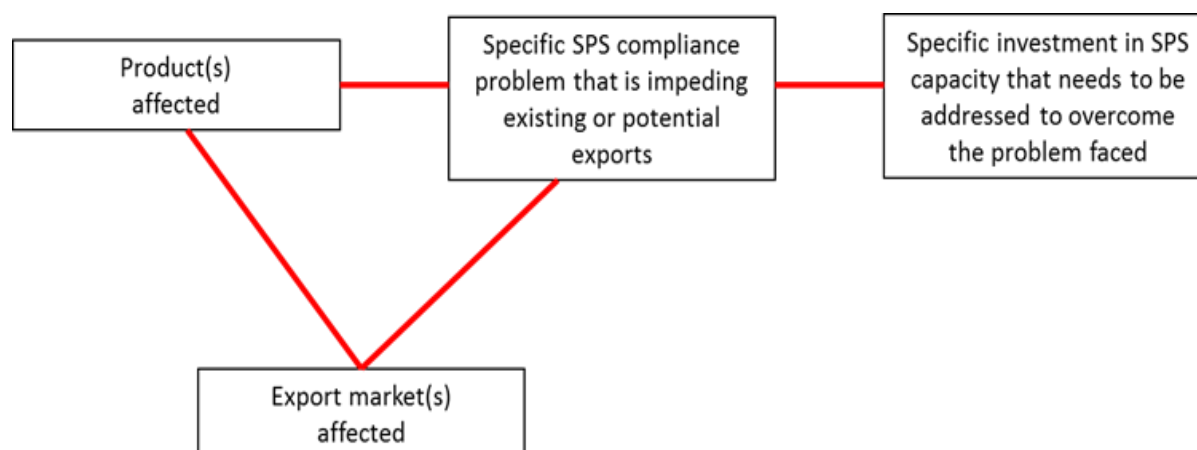 Product(s)
affected
Specific SPS compliance
problem that is impeding
existing or potential
exports
Specific investment in SPS
capacity that needs to be
addressed to overcome
the problem faced
Export market(s)
affected